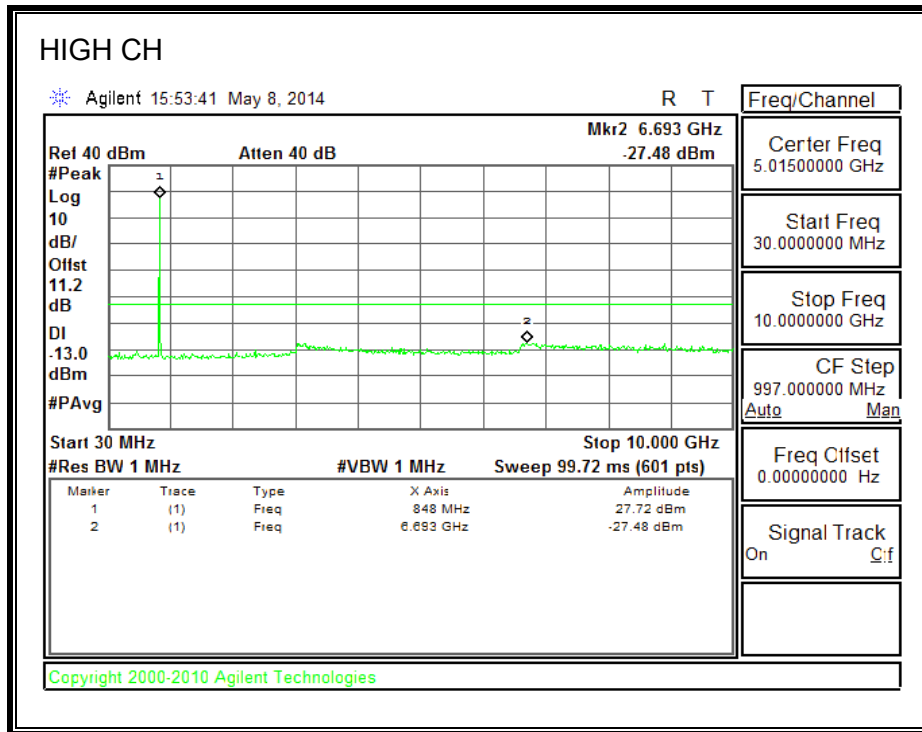 HIGH CH
Agilent 15:53:41 May 8, 2014 R T
Mkr2 6.693 GHz
Ref 40 dBm Atten 40 dB -27.48 dBm
#Peak
Log
10
dB/
Offst
11.2
dB
DI
-13.0
dBm
#PAvg
1
2
Start 30 MHz Stop 10.000 GHz
#Res BW 1 MHz #VBW 1 MHz Sweep 99.72 ms (601 pts)
Marker Trace Type X Axis Amplitude
1 (1) Freq 848 MHz 27.72 dBm
2 (1) Freq 6.693 GHz -27.48 dBm
Copyright 2000-2010 Agilent Technologies
Freq/Channel
Center Freq
5.01500000 GHz
Start Freq
30.0000000 MHz
Stop Freq
10.0000000 GHz
CF Step
997.000000 MHz
Auto Man
Freq Offset
0.00000000 Hz
Signal Track
On Off